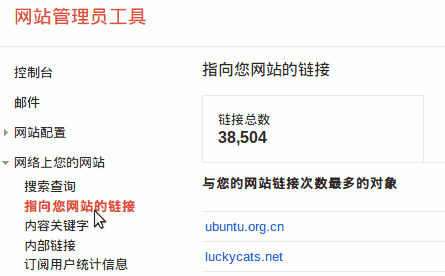 网站管理员工具
控制台
邮件
网站配置
网络上您的网站
搜索查询
指向您网站的链接
内容关键字
内部链接
订阅用户统计信息
指向您网站的链接
链接总数
38,504
与您的网站链接次数最多的对象
ubuntu.org.cn
luckycats.net